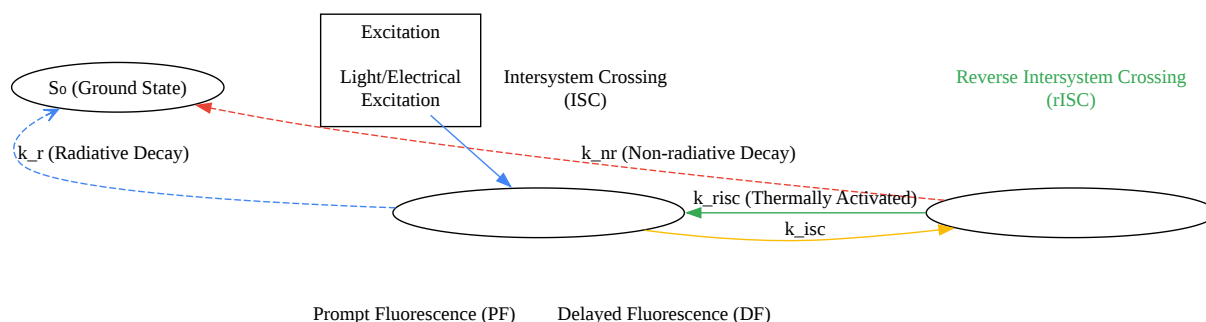 Excitation
Light/Electrical
Excitation
S₀ (Ground State)
Intersystem Crossing
(ISC)
Reverse Intersystem Crossing
(rISC)
k_r (Radiative Decay)
k_nr (Non-radiative Decay)
k_risc (Thermally Activated)
k_isc
Prompt Fluorescence (PF)
Delayed Fluorescence (DF)